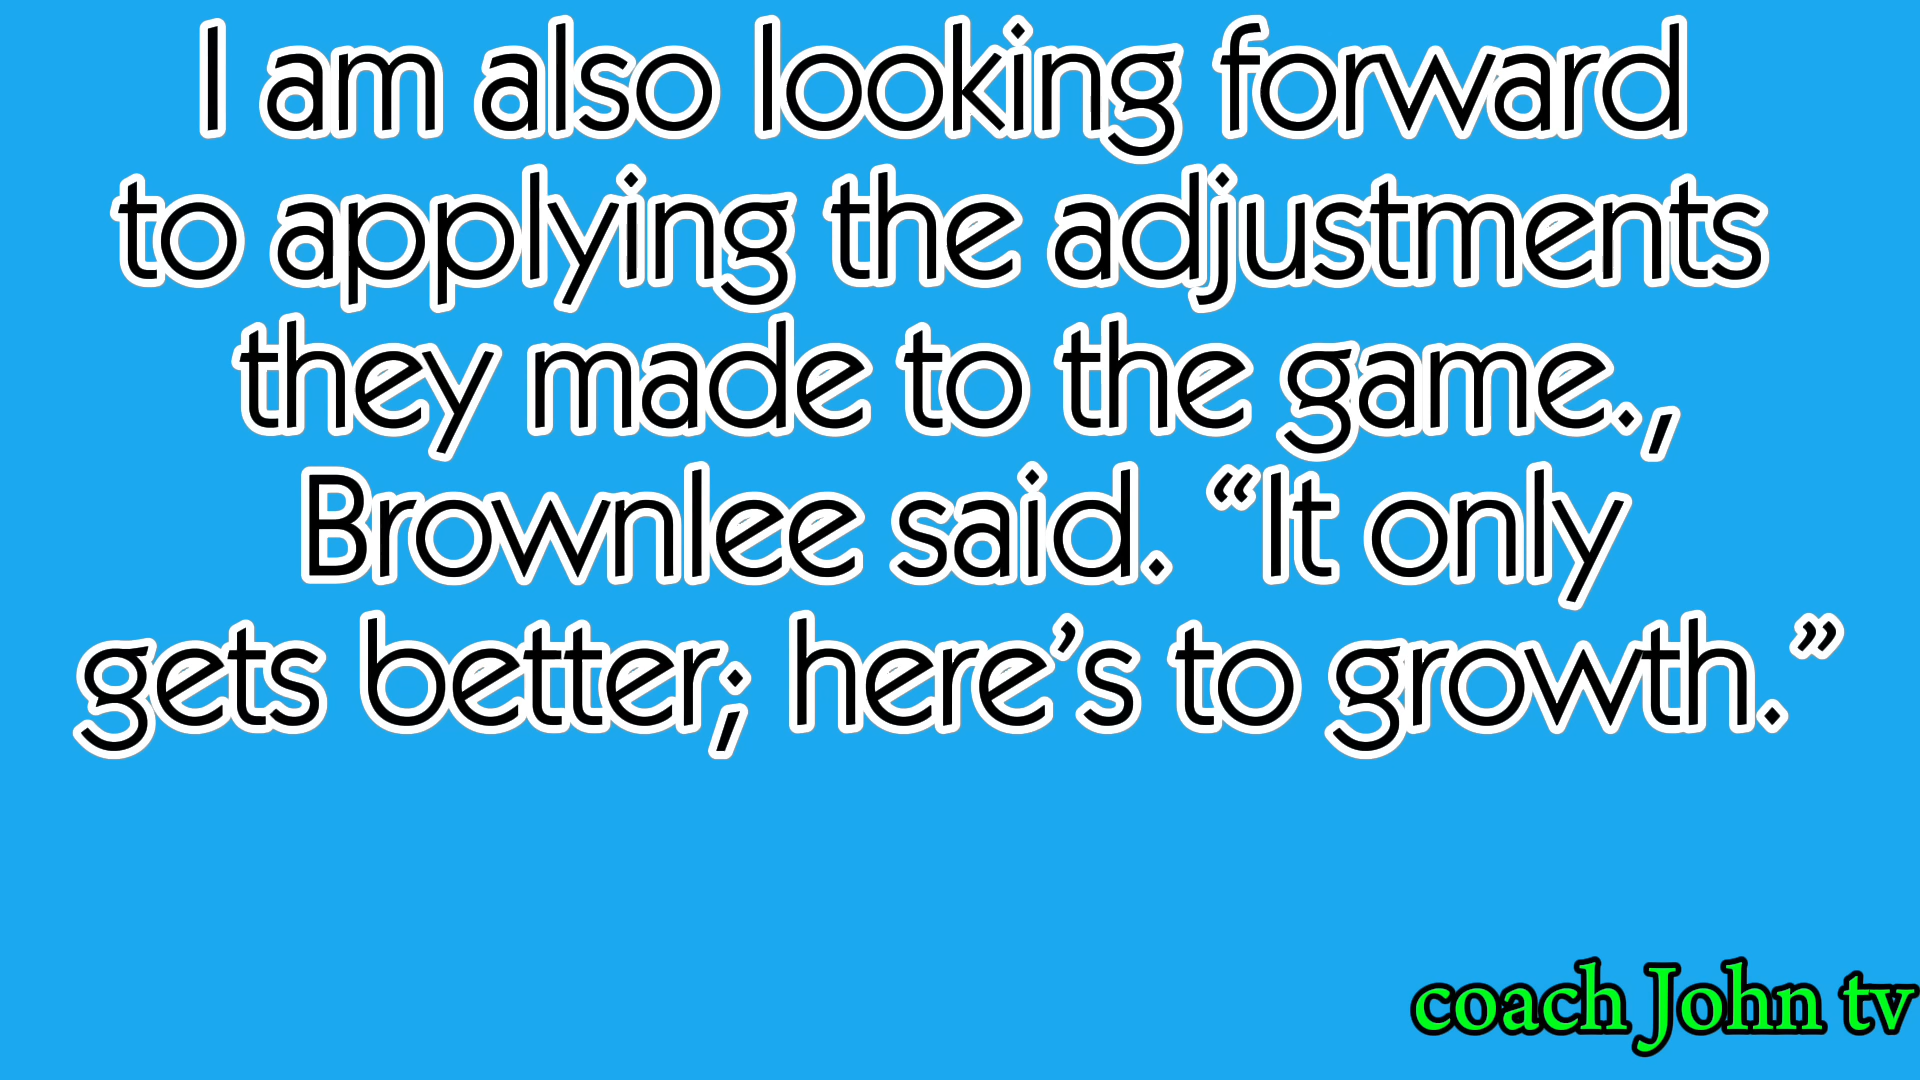 I am also looking forward
to applying the adjustments
they made to the game.,
Brownlee said. “It only
gets better; here’s to growth.”
coach John tv